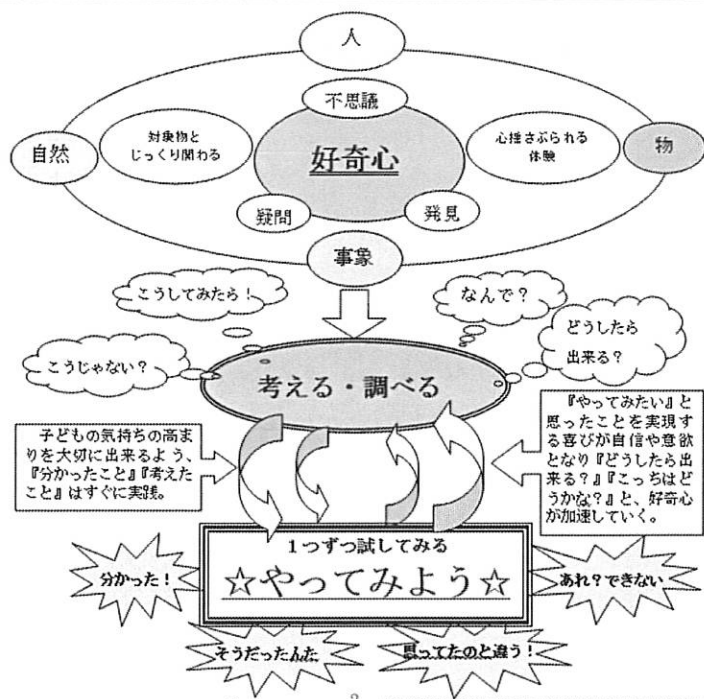 人
不思議
自然
対象物と
じっくり関わる
好奇心
心揺さぶられる
体験
物
疑問
発見
事象
こうしてみたら！
なんで？
どうしたら
出来る？
こうじゃない？
考える・調べる
子どもの気持ちの高ま
りを大切に出来るよう、
『分かったこと』『考えた
こと』はすぐに実践。
『やってみたい』と
思ったことを実現す
る喜びが自信や意欲
となり『どうしたら出
来る？』『こっちはど
うかな？』と、好奇心
が加速していく。
１つずつ試してみる
☆やってみよう☆
分かった！
あれ？できない
そうだったんた
思ってたのと違う！